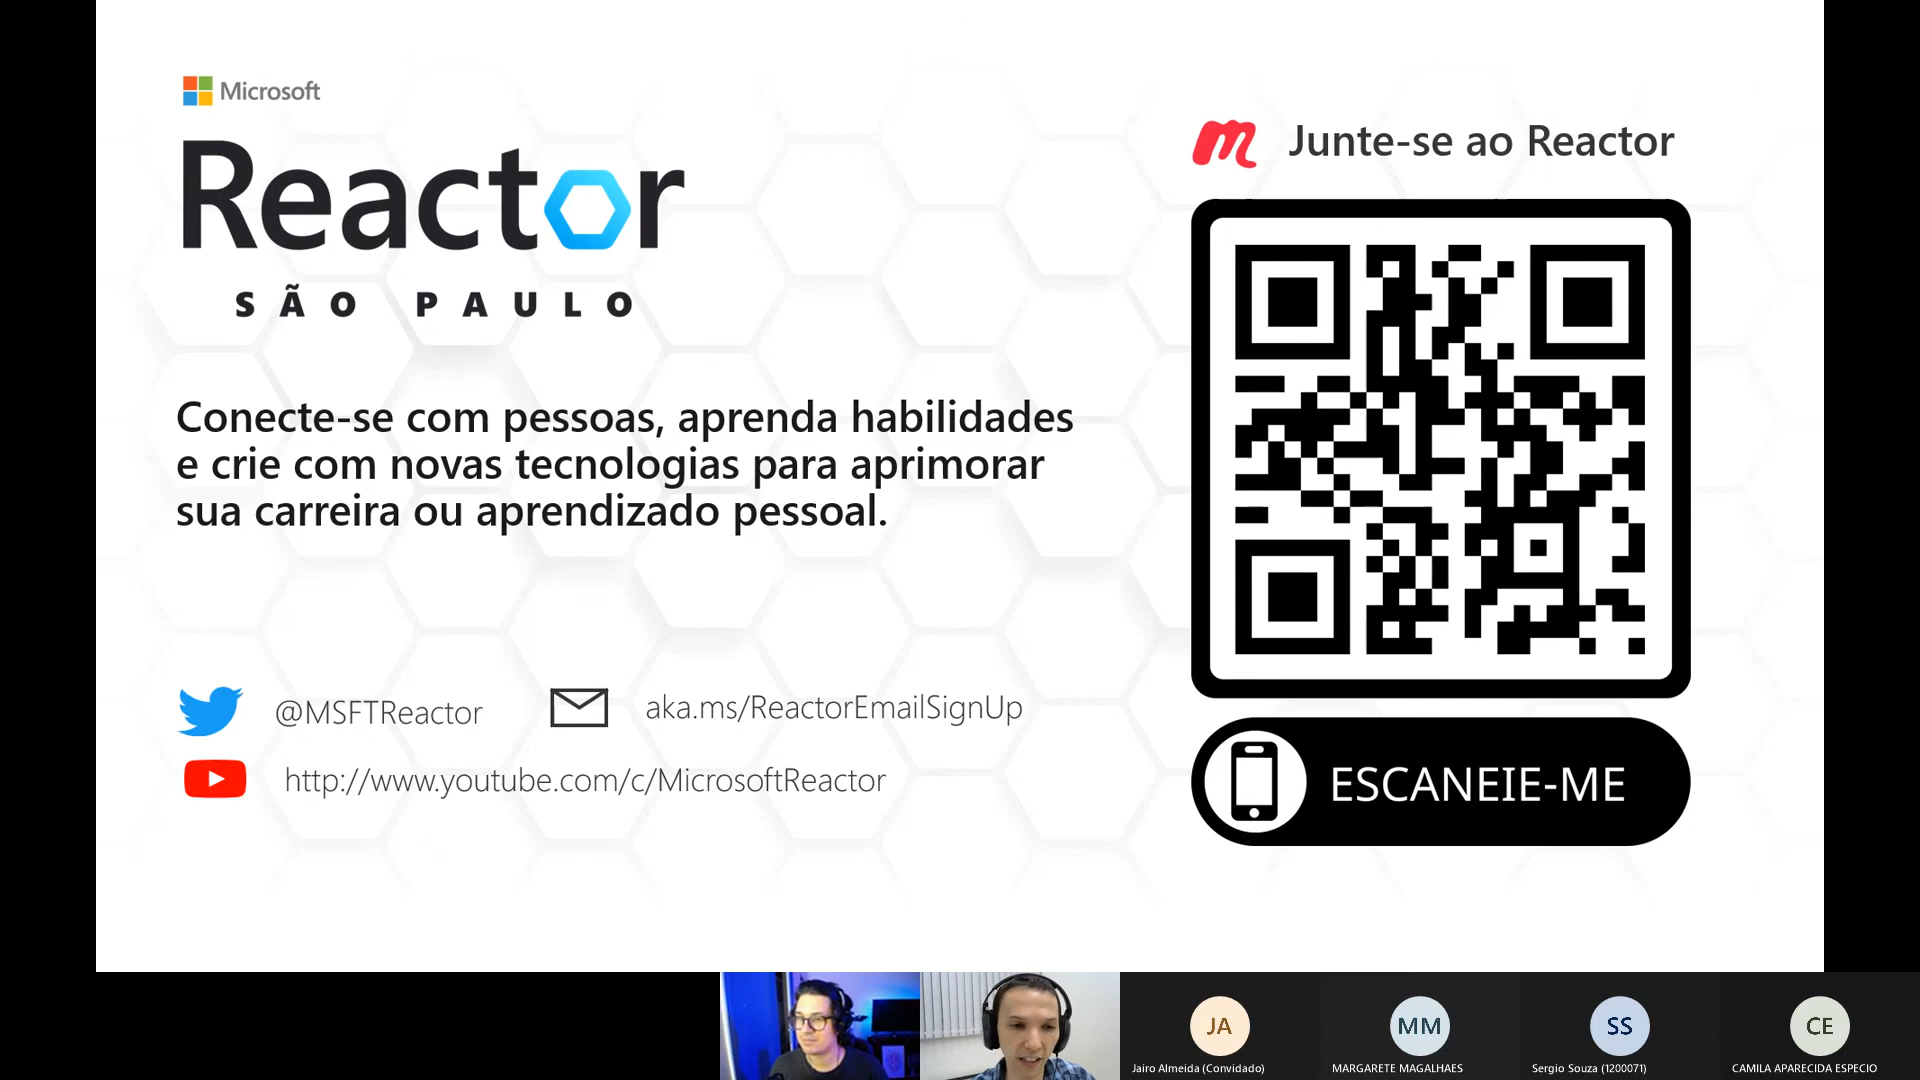 Microsoft
Reactor
SÃO PAULO
Conecte-se com pessoas, aprenda habilidades
e crie com novas tecnologias para aprimorar
sua carreira ou aprendizado pessoal.
@MSFTReactor
aka.ms/ReactorEmailSignUp
http://www.youtube.com/c/MicrosoftReactor
Junte-se ao Reactor
ESCANEIE-ME
JA
MM
SS
CE
Jairo Almeida (Convidado)
MARGARETE MAGALHAES
Sergio Souza (1200071)
CAMILA APARECIDA ESPECIO